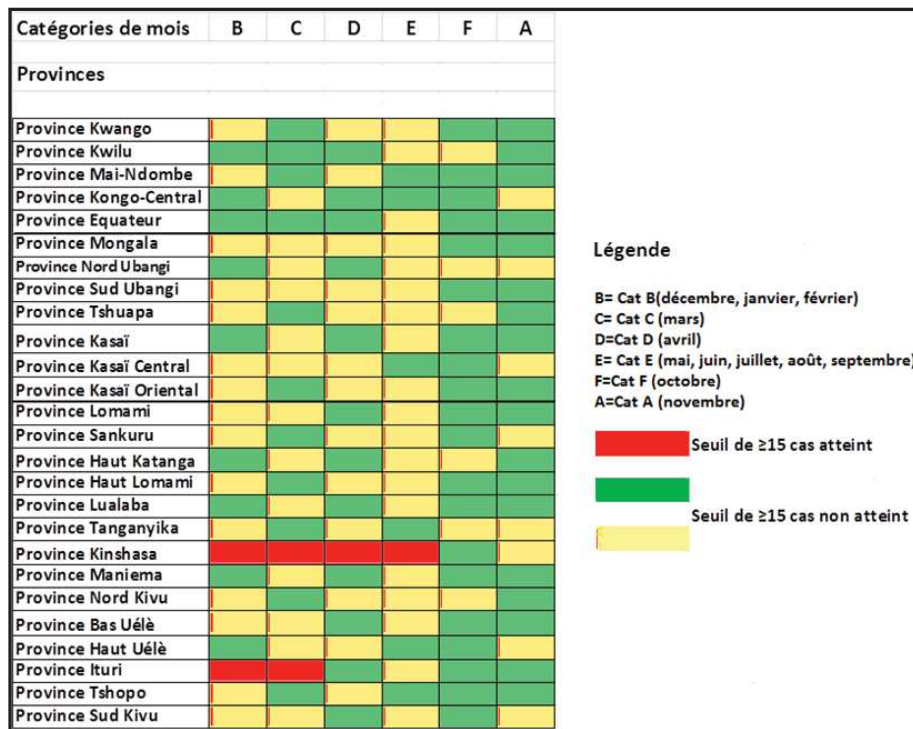 Catégories de mois B C D E F A
Provinces
Province Kwango
Province Kwilu
Province Mai-Ndombe
Province Kongo-Central
Province Equateur
Province Mongala
Province Nord Ubangi
Province Sud Ubangi
Province Tshuapa
Province Kasaï
Province Kasaï Central
Province Kasaï Oriental
Province Lomami
Province Sankuru
Province Haut Katanga
Province Haut Lomami
Province Lualaba
Province Tanganyika
Province Kinshasa
Province Maniema
Province Nord Kivu
Province Bas Uélè
Province Haut Uélè
Province Ituri
Province Tshopo
Province Sud Kivu
Légende
B= Cat B(décembre, janvier, février)
C= Cat C (mars)
D=Cat D (avril)
E= Cat E (mai, juin, juillet, août, septembre)
F=Cat F (octobre)
A=Cat A (novembre)
Seuil de ≥15 cas atteint
Seuil de ≥15 cas non atteint